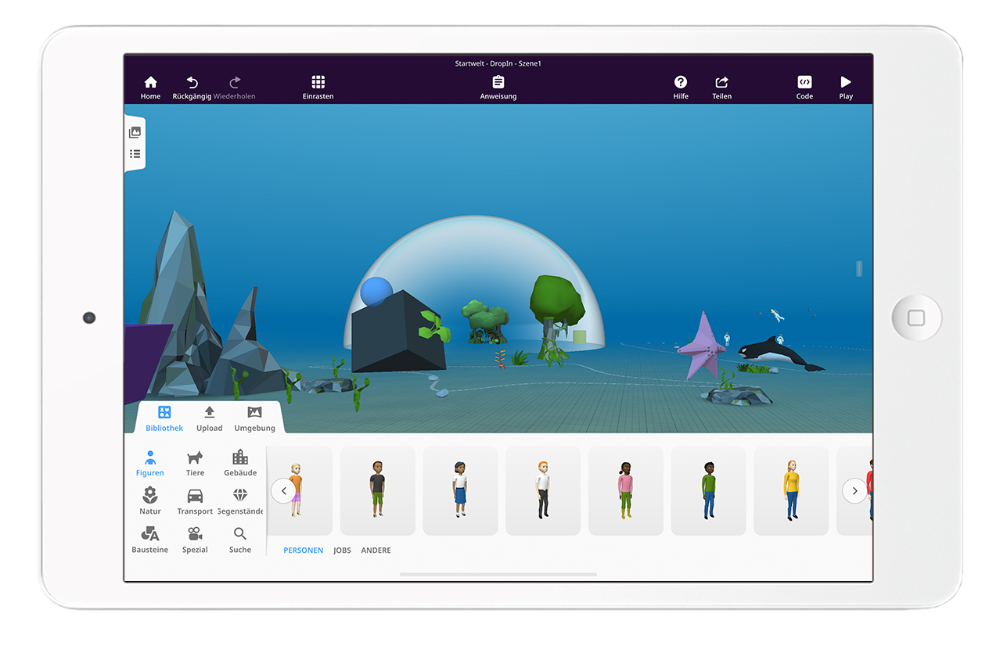 Startwelt - DropIn - Szene1
Home Rückgängig Wiederholen Einrasten Anweisung Hilfe Teilen Code Play
Bibliothek Upload Umgebung
Figuren Tiere Gebäude
Natur Transport Gegenstände
Bausteine Spezial Suche
PERSONEN JOBS ANDERE